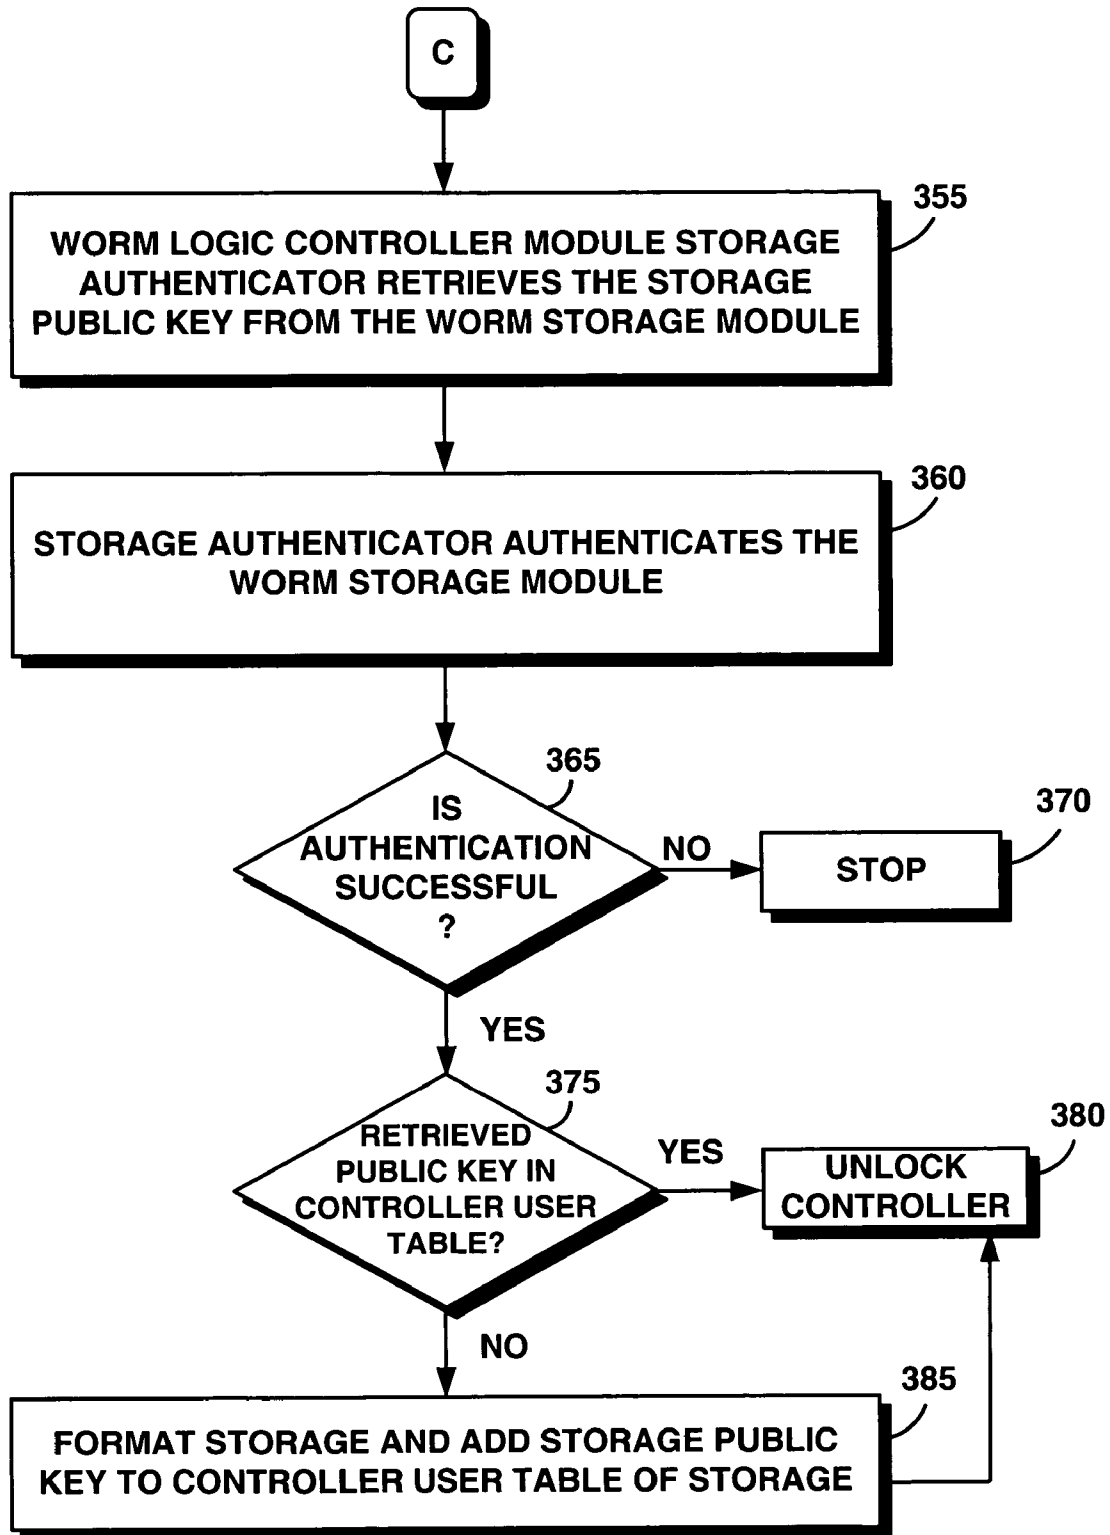 C
355
WORM LOGIC CONTROLLER MODULE STORAGE
AUTHENTICATOR RETRIEVES THE STORAGE
PUBLIC KEY FROM THE WORM STORAGE MODULE
360
STORAGE AUTHENTICATOR AUTHENTICATES THE
WORM STORAGE MODULE
365
IS
AUTHENTICATION
SUCCESSFUL
?
NO
370
STOP
YES
375
RETRIEVED
PUBLIC KEY IN
CONTROLLER USER
TABLE?
YES
380
UNLOCK
CONTROLLER
NO
385
FORMAT STORAGE AND ADD STORAGE PUBLIC
KEY TO CONTROLLER USER TABLE OF STORAGE